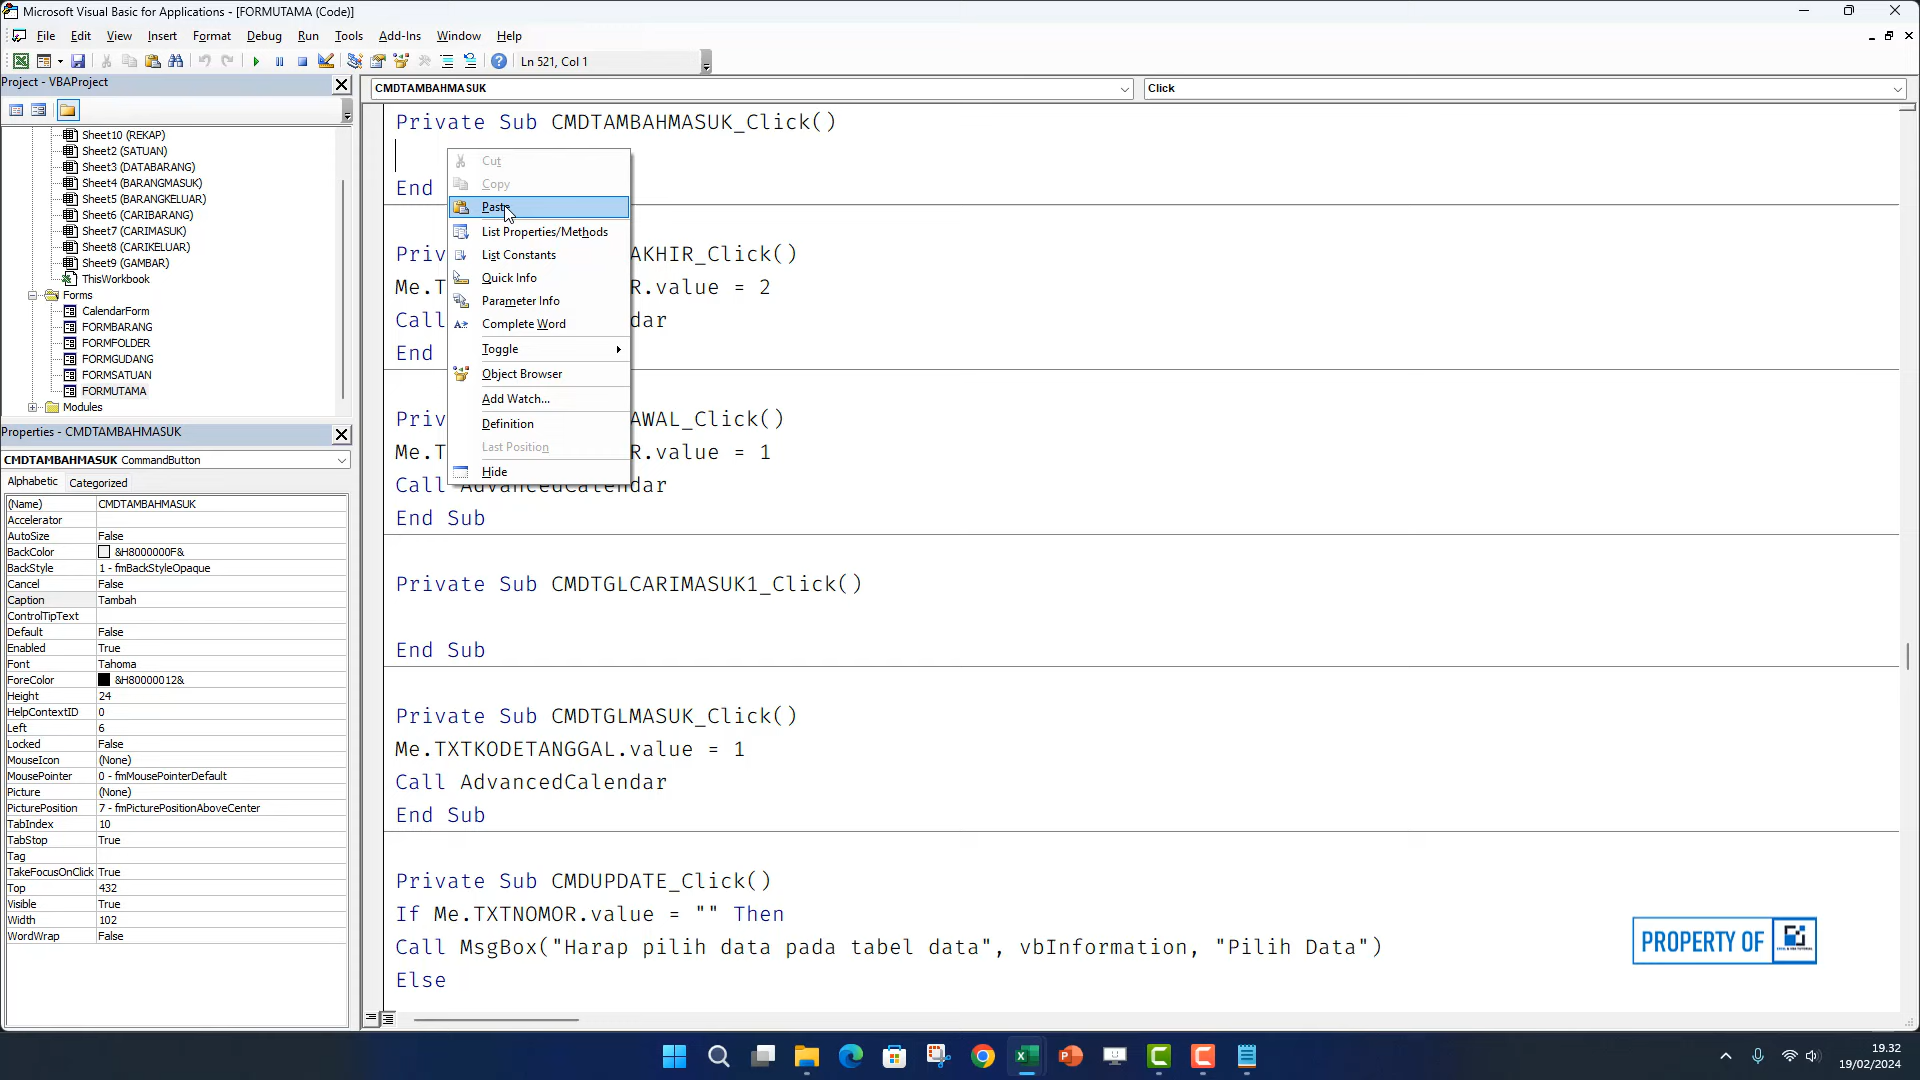 Microsoft Visual Basic for Applications - [FORMUTAMA (Code)]
File Edit View Insert Format Debug Run Tools Add-Ins Window Help
Ln 521, Col 1
Project - VBAProject
Sheet10 (REKAP)
Sheet2 (SATUAN)
Sheet3 (DATABARANG)
Sheet4 (BARANGMASUK)
Sheet5 (BARANGKELUAR)
Sheet6 (CARIBARANG)
Sheet7 (CARIMASUK)
Sheet8 (CARIKELUAR)
Sheet9 (GAMBAR)
ThisWorkbook
Forms
CalendarForm
FORMBARANG
FORMFOLDER
FORMGUDANG
FORMSATUAN
FORMUTAMA
Modules
Properties - CMDTAMBAHMASUK
CMDTAMBAHMASUK CommandButton
Alphabetic Categorized
(Name) CMDTAMBAHMASUK
Accelerator
AutoSize False
BackColor &H8000000F&
BackStyle 1 - fmBackStyleOpaque
Cancel False
Caption Tambah
ControlTipText
Default False
Enabled True
Font Tahoma
ForeColor &H80000012&
Height 24
HelpContextID 0
Left 6
Locked False
MouseIcon (None)
MousePointer 0 - fmMousePointerDefault
Picture (None)
PicturePosition 7 - fmPicturePositionAboveCenter
TabIndex 10
TabStop True
Tag
TakeFocusOnClick True
Top 432
Visible True
Width 102
WordWrap False
CMDTAMBAHMASUK Click
Private Sub CMDTAMBAHMASUK_Click()
End
Priv AKHIR_Click()
Me.T R.value = 2
Call dar
End
Priv AWAL_Click()
Me.T R.value = 1
Call AdvancedCalendar
End Sub
Private Sub CMDTGLCARIMASUK1_Click()
End Sub
Private Sub CMDTGLMASUK_Click()
Me.TXTKODETANGGAL.value = 1
Call AdvancedCalendar
End Sub
Private Sub CMDUPDATE_Click()
If Me.TXTNOMOR.value = "" Then
Call MsgBox("Harap pilih data pada tabel data", vbInformation, "Pilih Data")
Else
Cut
Copy
Paste
List Properties/Methods
List Constants
Quick Info
Parameter Info
Complete Word
Toggle
Object Browser
Add Watch...
Definition
Last Position
Hide
PROPERTY OF
19.32
19/02/2024